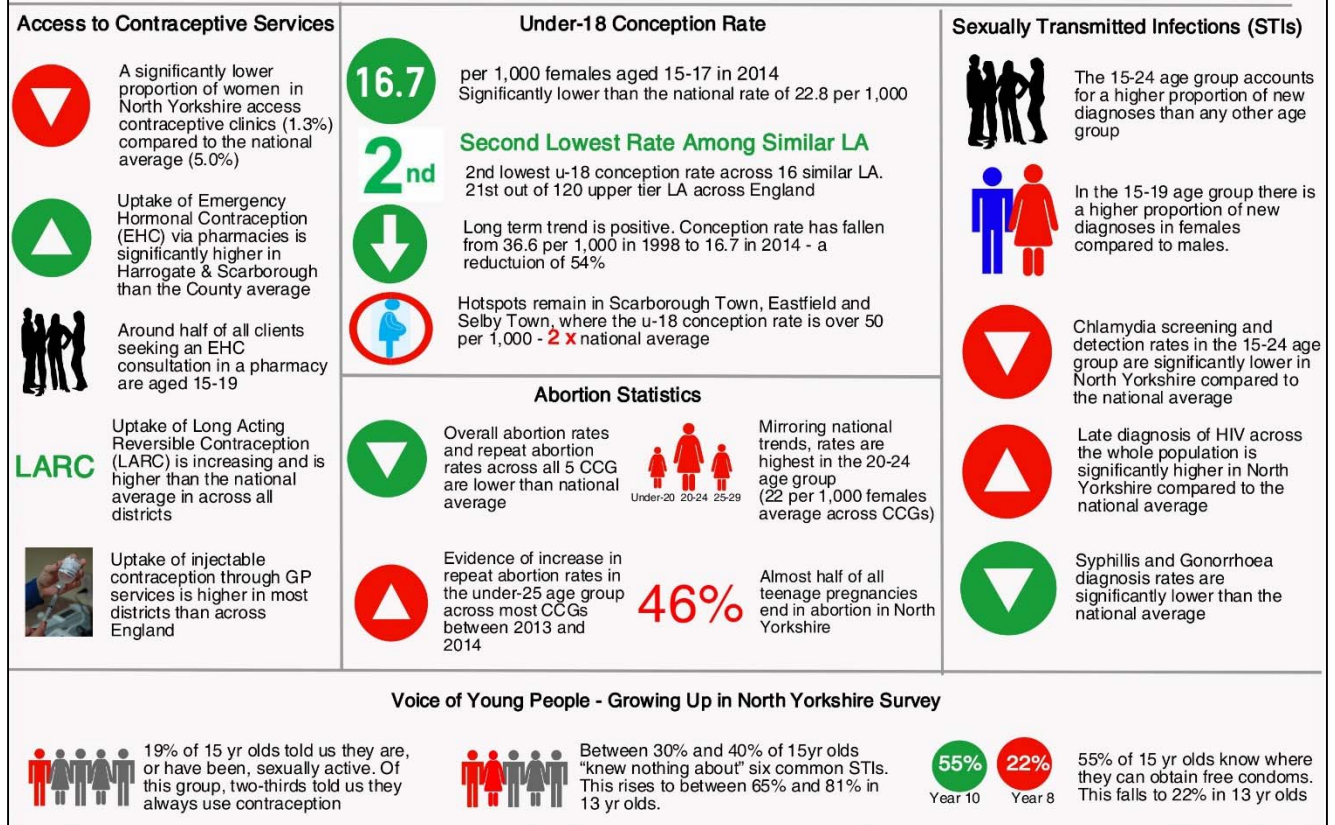 Access to Contraceptive Services
A significantly lower
proportion of women in
North Yorkshire access
contraceptive clinics (1.3%)
compared to the national
average (5.0%)
Uptake of Emergency
Hormonal Contraception
(EHC) via pharmacies is
significantly higher in
Harrogate & Scarborough
than the County average
Around half of all clients
seeking an EHC
consultation in a pharmacy
are aged 15-19
LARC
Uptake of Long Acting
Reversible Contraception
(LARC) is increasing and is
higher than the national
average in across all
districts
Uptake of injectable
contraception through GP
services is higher in most
districts than across
England
Under-18 Conception Rate
16.7
per 1,000 females aged 15-17 in 2014
Significantly lower than the national rate of 22.8 per 1,000
2nd
Second Lowest Rate Among Similar LA
2nd lowest u-18 conception rate across 16 similar LA.
21st out of 120 upper tier LA across England
Long term trend is positive. Conception rate has fallen
from 36.6 per 1,000 in 1998 to 16.7 in 2014 - a
reductuion of 54%
Hotspots remain in Scarborough Town, Eastfield and
Selby Town, where the u-18 conception rate is over 50
per 1,000 - 2 x national average
Abortion Statistics
Overall abortion rates
and repeat abortion
rates across all 5 CCG
are lower than national
average
Under-20 20-24 25-29
Mirroring national
trends, rates are
highest in the 20-24
age group
(22 per 1,000 females
average across CCGs)
Evidence of increase in
repeat abortion rates in
the under-25 age group
across most CCGs
between 2013 and
2014
46%
Almost half of all
teenage pregnancies
end in abortion in North
Yorkshire
Sexually Transmitted Infections (STIs)
The 15-24 age group accounts
for a higher proportion of new
diagnoses than any other age
group
In the 15-19 age group there is
a higher proportion of new
diagnoses in females
compared to males.
Chlamydia screening and
detection rates in the 15-24 age
group are significantly lower in
North Yorkshire compared to
the national average
Late diagnosis of HIV across
the whole population is
significantly higher in North
Yorkshire compared to the
national average
Syphillis and Gonorrhoea
diagnosis rates are
significantly lower than the
national average
Voice of Young People - Growing Up in North Yorkshire Survey
19% of 15 yr olds told us they are,
or have been, sexually active. Of
this group, two-thirds told us they
always use contraception
Between 30% and 40% of 15yr olds
“knew nothing about” six common STIs.
This rises to between 65% and 81% in
13 yr olds.
55% 22%
Year 10 Year 8
55% of 15 yr olds know where
they can obtain free condoms.
This falls to 22% in 13 yr olds